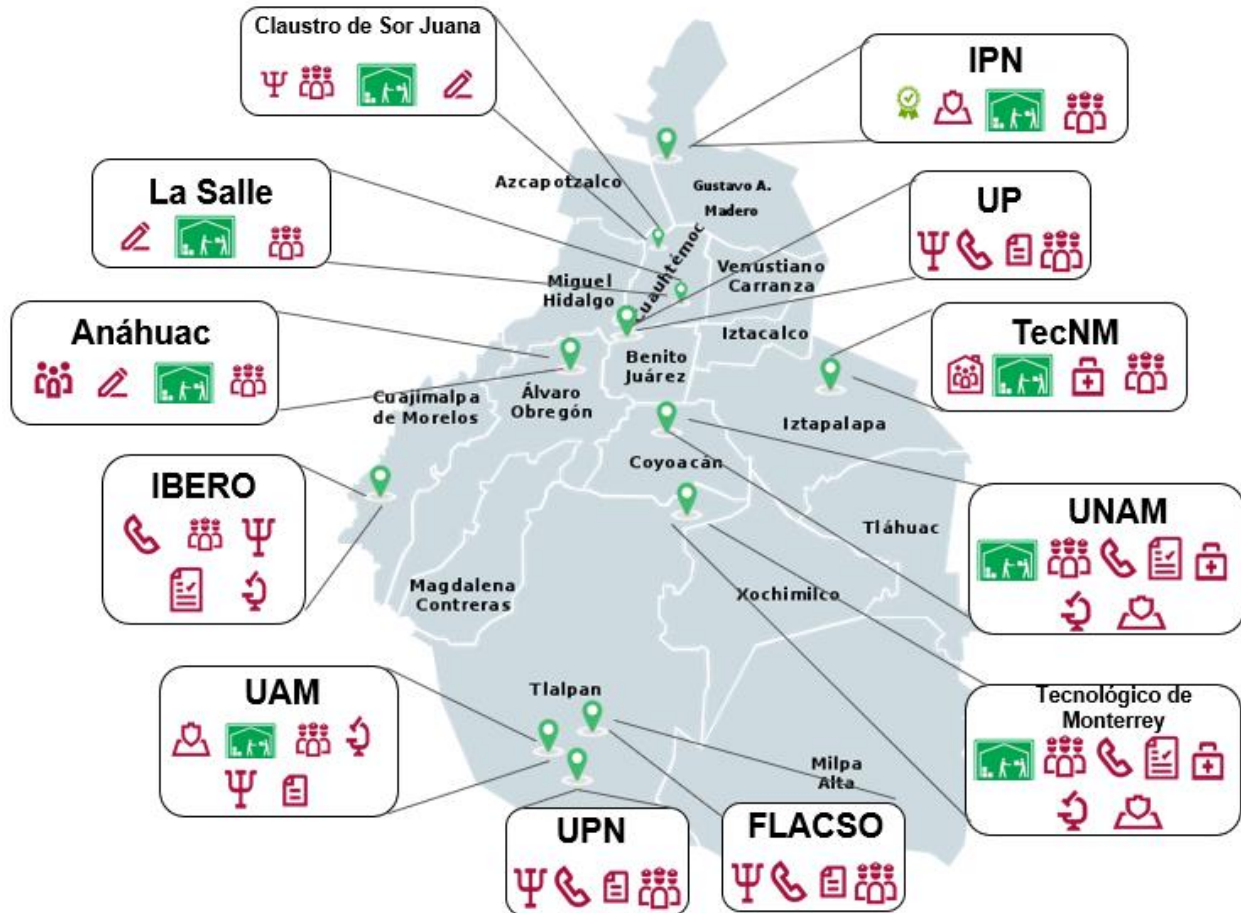 Claustro de Sor Juana
IPN
La Salle
Azcapotzalco
Gustavo A.
Madero
UP
Cuauhtémoc
Miguel
Hidalgo
Venustiano
Carranza
Anáhuac
Iztacalco
TecNM
Benito
Juárez
Cuajimalpa
de Morelos
Álvaro
Obregón
Iztapalapa
IBERO
Coyoacán
UNAM
Tláhuac
Magdalena
Contreras
Xochimilco
UAM
Tlalpan
Tecnológico de
Monterrey
Milpa
Alta
UPN
FLACSO